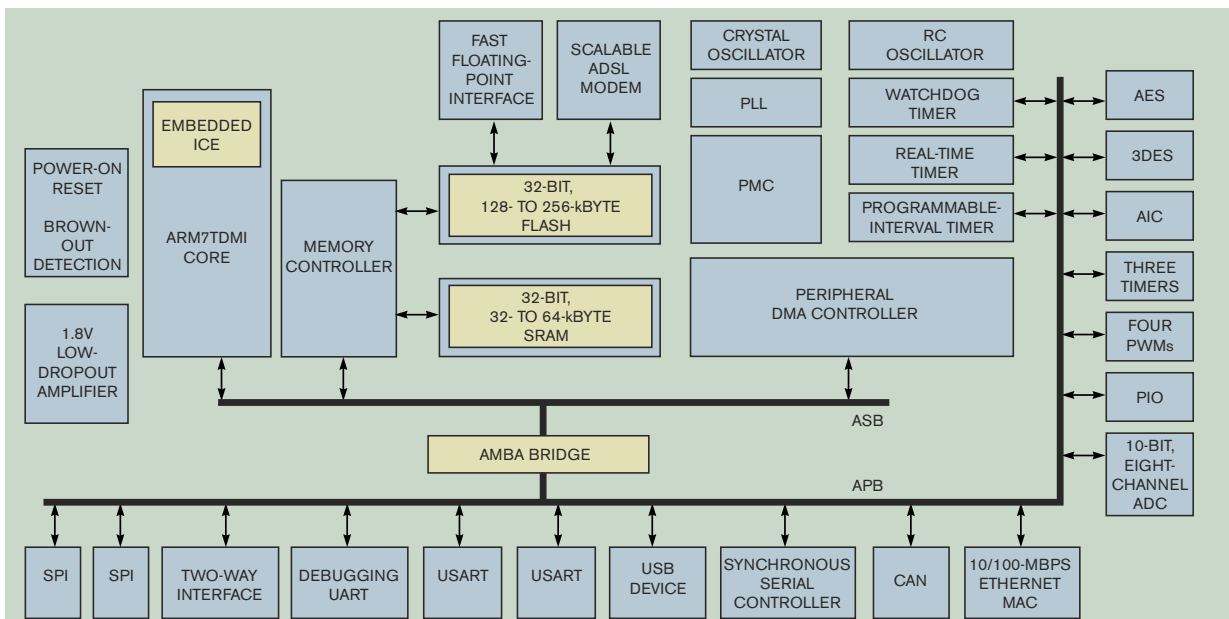 FAST
FLOATING-
POINT
INTERFACE
SCALABLE
ADSL
MODEM
CRYSTAL
OSCILLATOR
RC
OSCILLATOR
EMBEDDED
ICE
ARM7TDMI
CORE
POWER-ON
RESET
BROWN-
OUT
DETECTION
1.8V
LOW-
DROPOUT
AMPLIFIER
MEMORY
CONTROLLER
32-BIT,
128- TO 256-kBYTE
FLASH
32-BIT,
32- TO 64-kBYTE
SRAM
PLL
PMC
WATCHDOG
TIMER
REAL-TIME
TIMER
PROGRAMMABLE-
INTERVAL TIMER
PERIPHERAL
DMA CONTROLLER
AES
3DES
AIC
THREE
TIMERS
FOUR
PWMs
PIO
10-BIT,
EIGHT-
CHANNEL
ADC
ASB
AMBA BRIDGE
APB
SPI
SPI
TWO-WAY
INTERFACE
DEBUGGING
UART
USART
USART
USB
DEVICE
SYNCHRONOUS
SERIAL
CONTROLLER
CAN
10/100-MBPS
ETHERNET
MAC